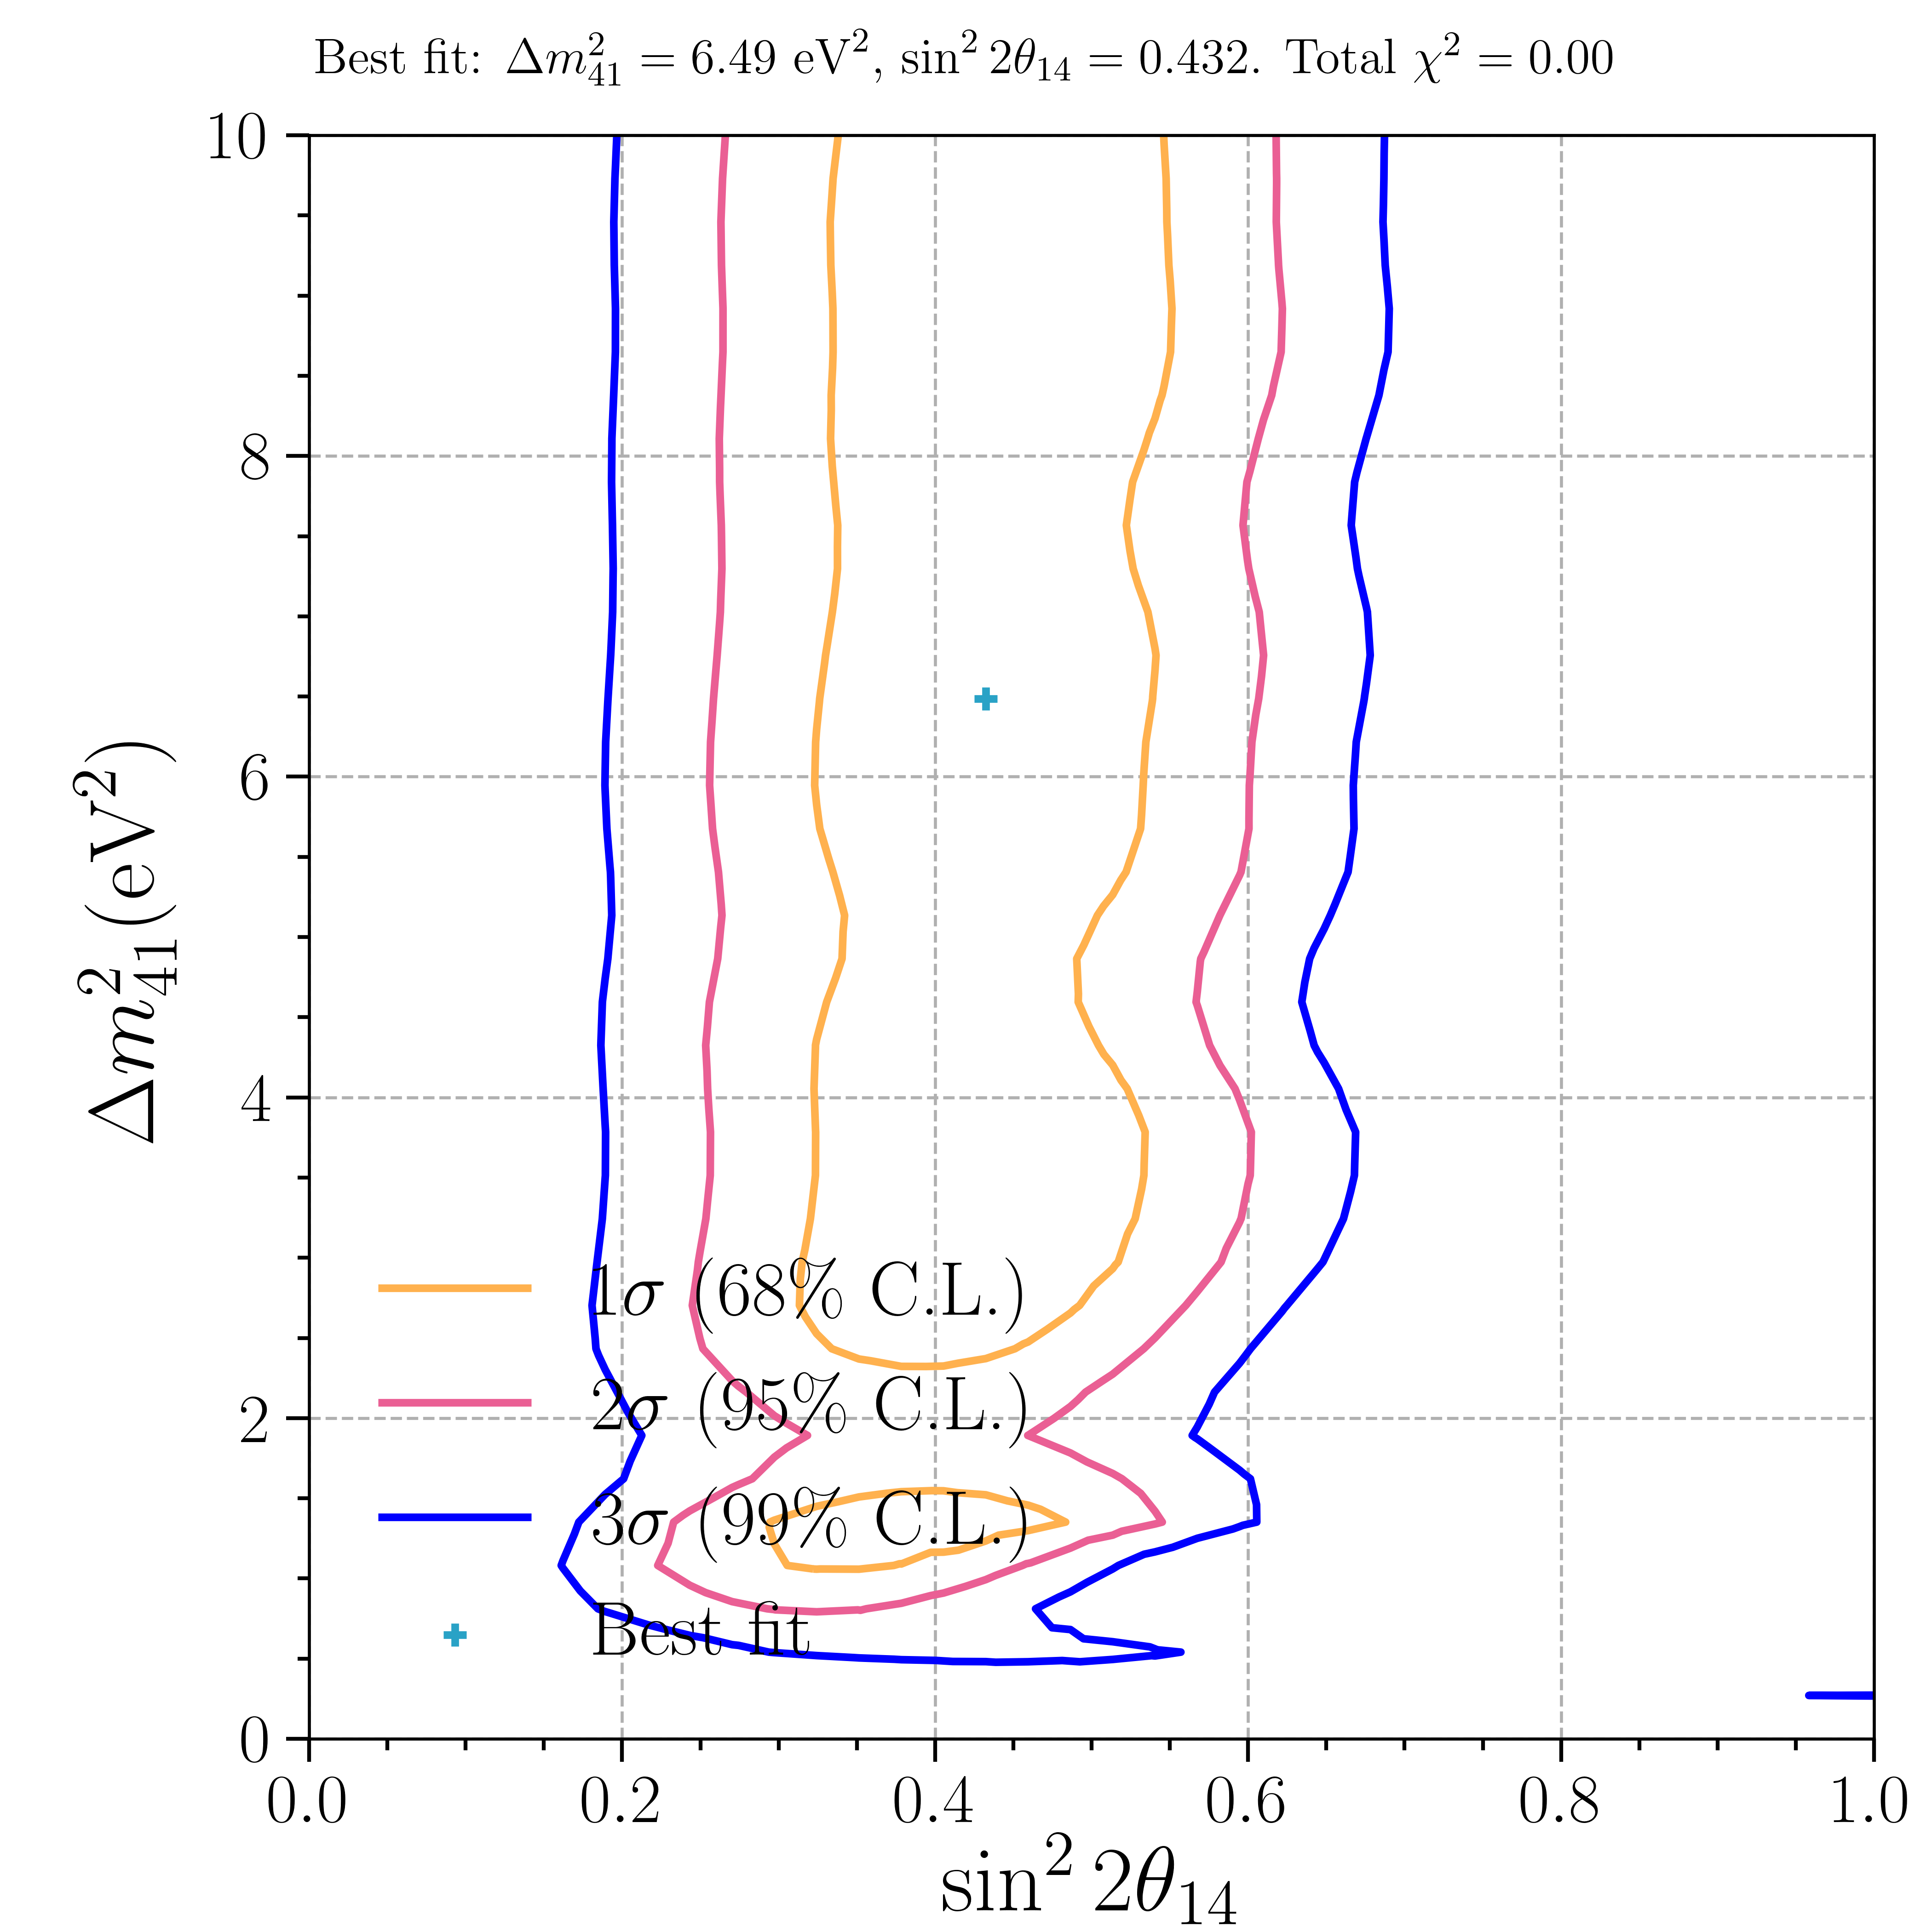 Best fit: Δm²₄₁ = 6.49 eV², sin² 2θ₁₄ = 0.432. Total χ² = 0.00
10
8
6
4
2
0
Δm²₄₁(eV²)
1σ (68% C.L.)
2σ (95% C.L.)
3σ (99% C.L.)
Best fit
0.0 0.2 0.4 0.6 0.8 1.0
sin² 2θ₁₄